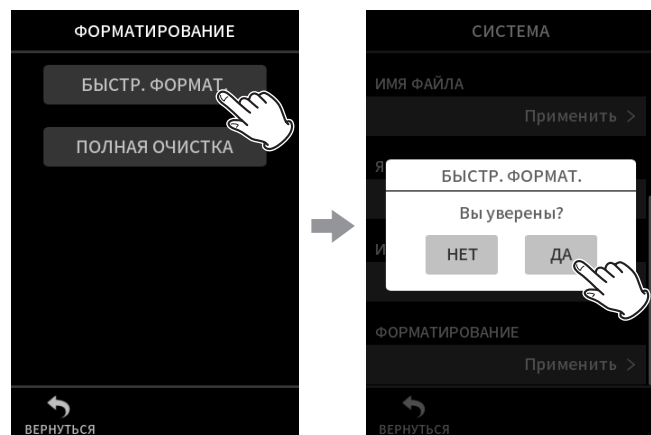 ФОРМАТИРОВАНИЕ
БЫСТР. ФОРМАТ
ПОЛНАЯ ОЧИСТКА
ВЕРНУТЬСЯ
СИСТЕМА
ИМЯ ФАЙЛА
Применить >
Я
БЫСТР. ФОРМАТ.
Вы уверены?
НЕТ
ДА
И
ФОРМАТИРОВАНИЕ
Применить >
ВЕРНУТЬСЯ